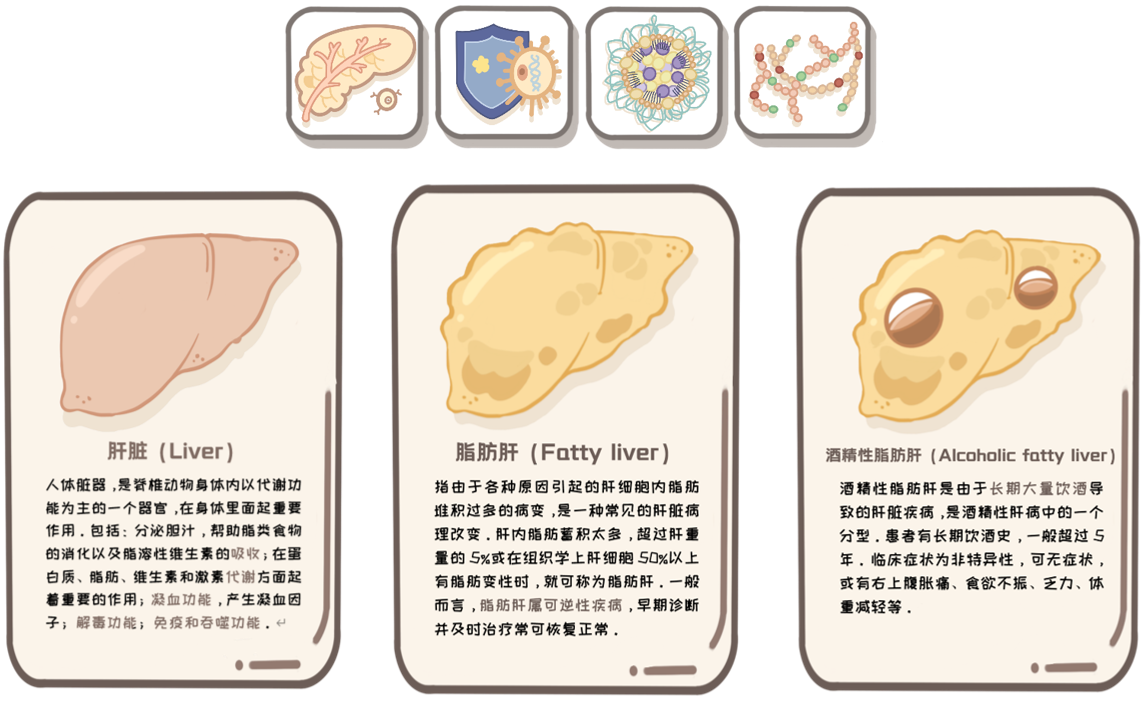 肝脏 (Liver)
人体脏器,是脊椎动物身体内以代谢功
能为主的一个器官,在身体里面起重要
作用.包括:分泌胆汁,帮助脂类食物
的消化以及脂溶性维生素的吸收;在蛋
白质、脂肪、维生素和激素代谢方面起
着重要的作用;凝血功能,产生凝血因
子;解毒功能;免疫和吞噬功能.↵
脂肪肝 (Fatty liver)
指由于各种原因引起的肝细胞内脂肪
堆积过多的病变,是一种常见的肝脏病
理改变.肝内脂肪蓄积太多,超过肝重
量的5%或在组织学上肝细胞50%以上
有脂肪变性时,就可称为脂肪肝.一般
而言,脂肪肝属可逆性疾病,早期诊断
并及时治疗常可恢复正常.
酒精性脂肪肝 (Alcoholic fatty liver)
酒精性脂肪肝是由于长期大量饮酒导
致的肝脏疾病,是酒精性肝病中的一个
分型.患者有长期饮酒史,一般超过5
年.临床症状为非特异性,可无症状,
或有右上腹胀痛、食欲不振、乏力、体
重减轻等.